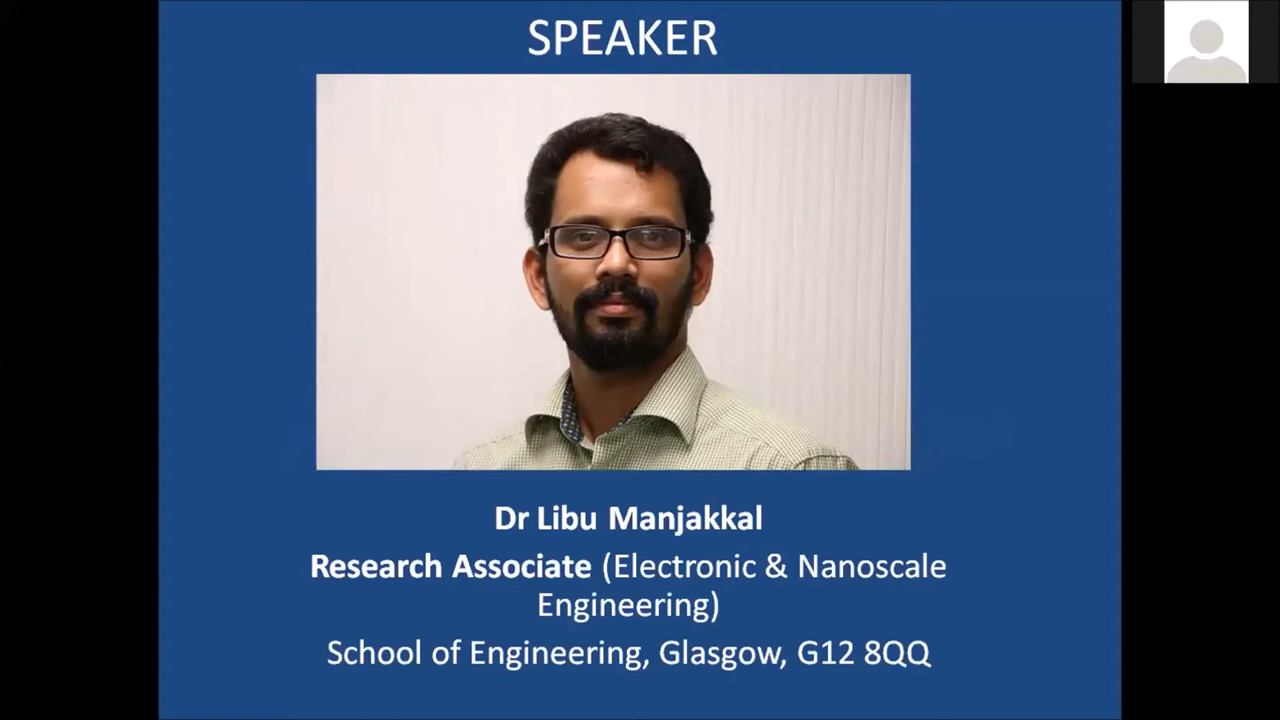 SPEAKER
Dr Libu Manjakkal
Research Associate (Electronic & Nanoscale
Engineering)
School of Engineering, Glasgow, G12 8QQ